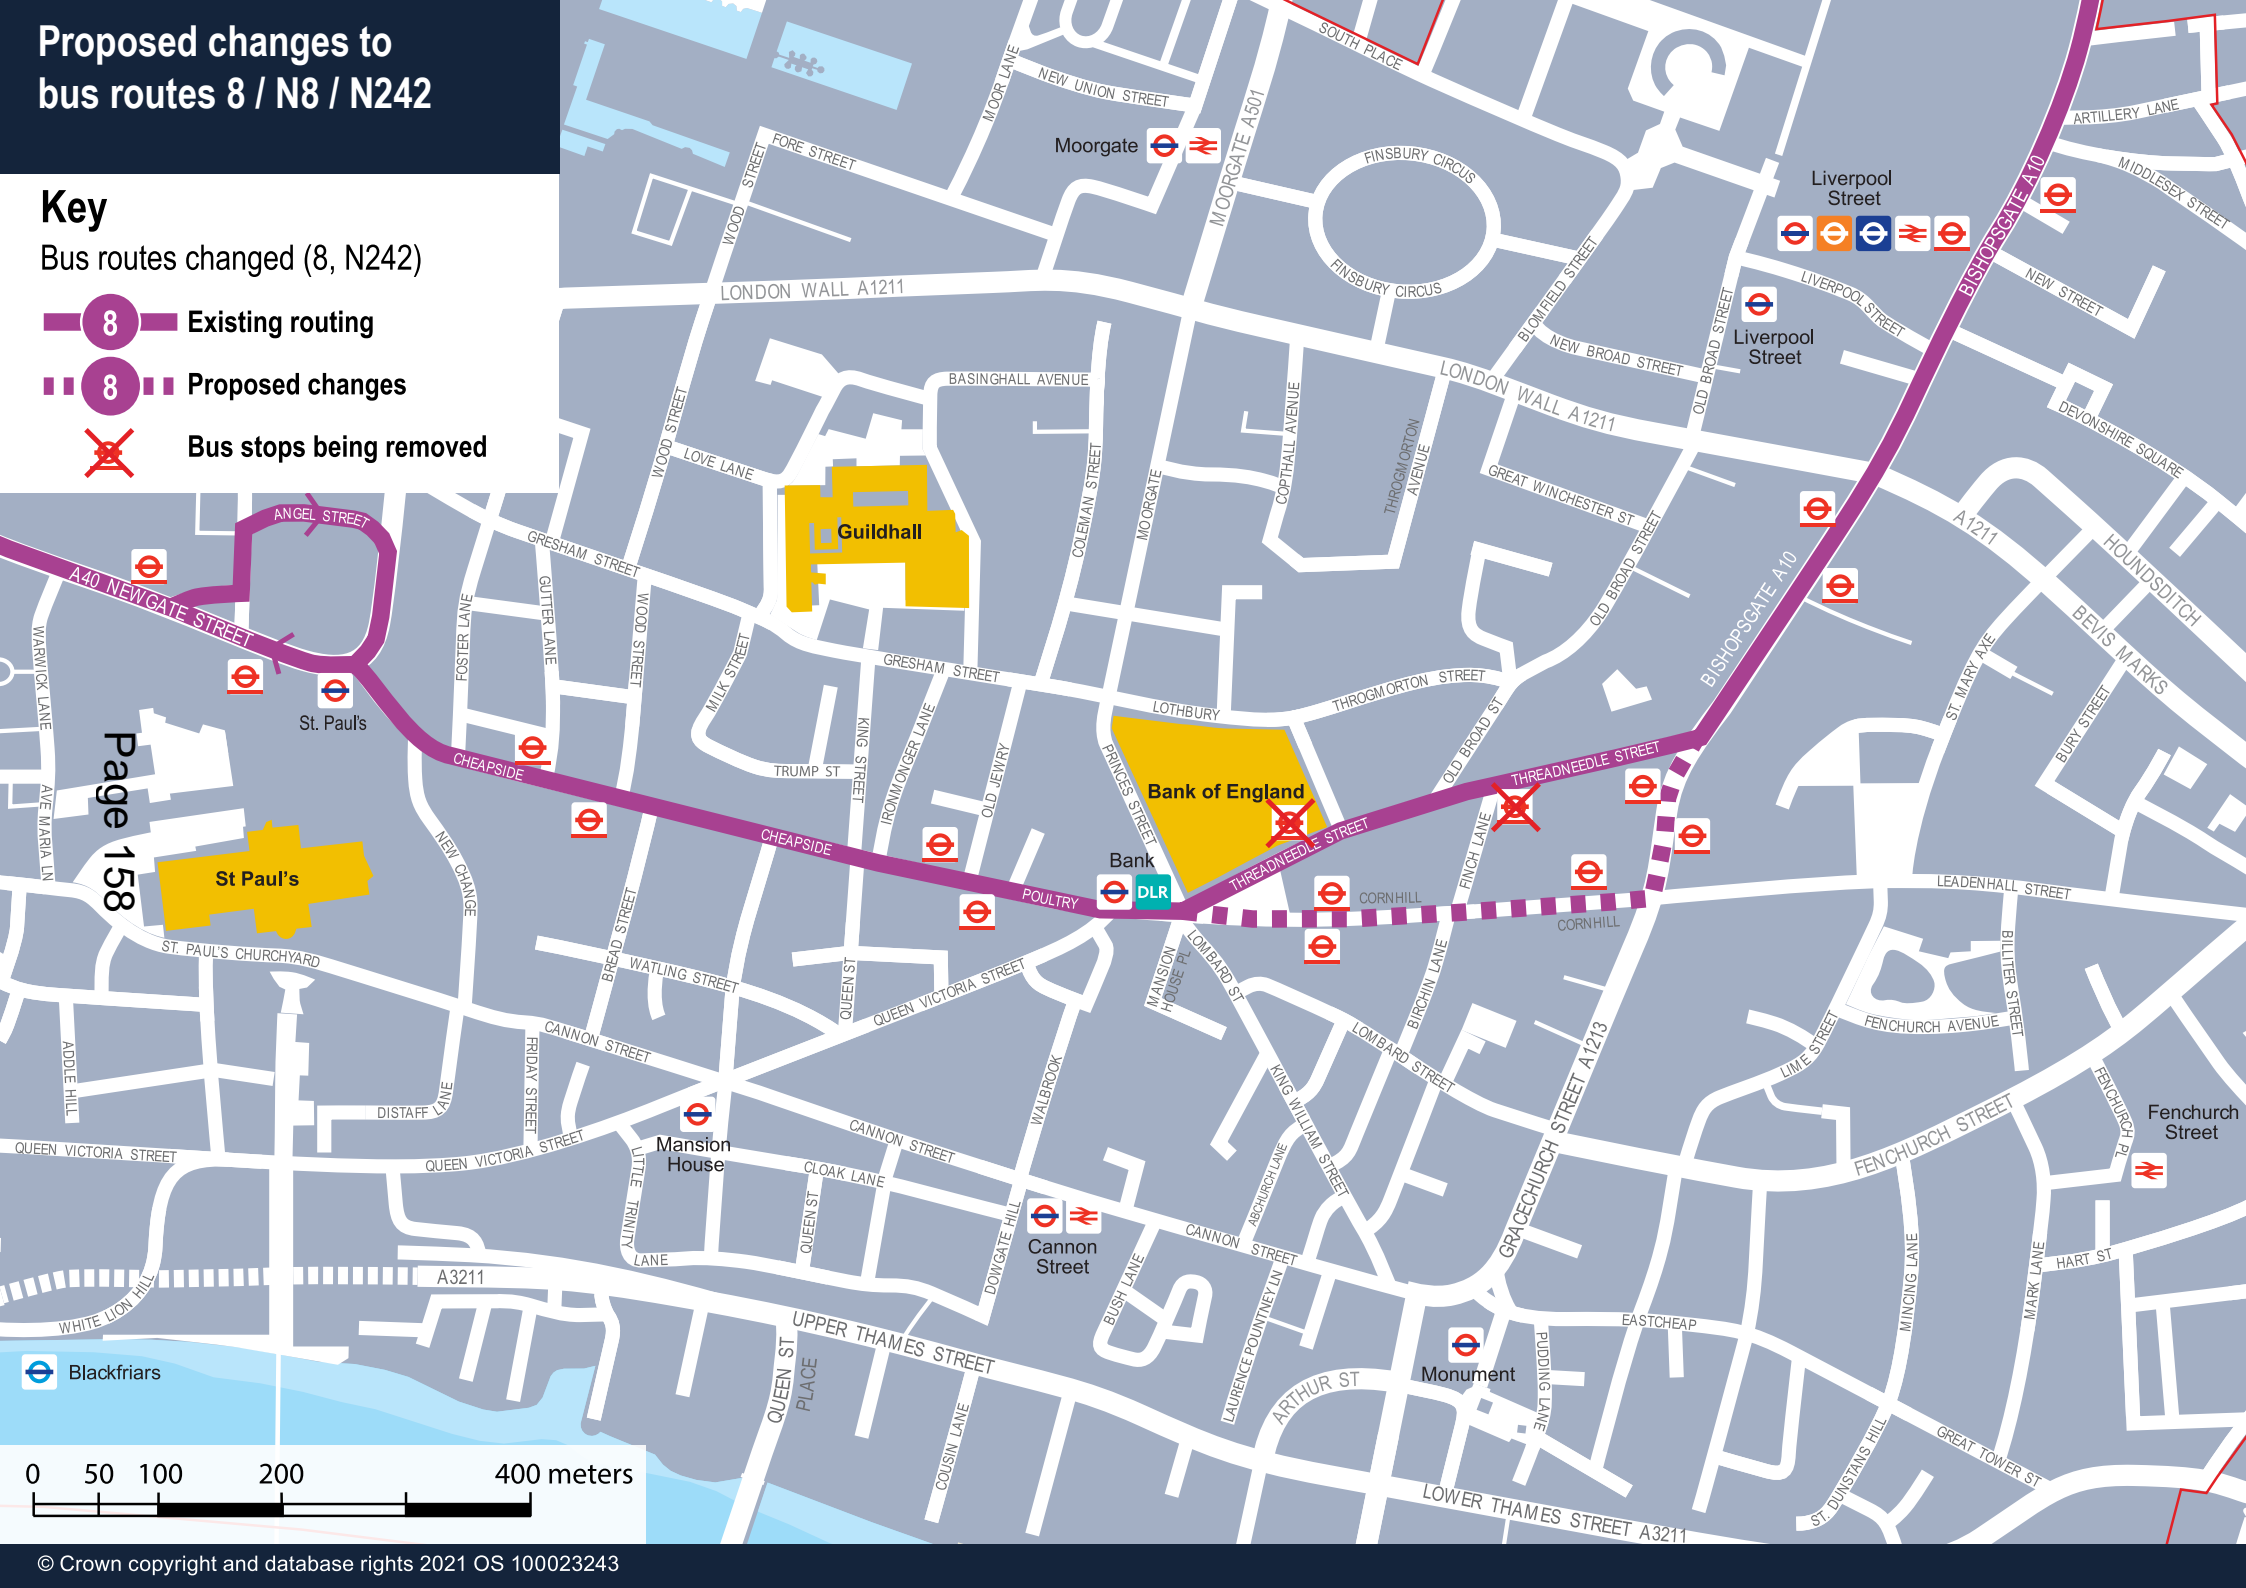 Proposed changes to
bus routes 8 / N8 / N242
Key
Bus routes changed (8, N242)
8
Existing routing
8
Proposed changes
Bus stops being removed
SOUTH PLACE
MOOR LANE
NEW UNION STREET
MOORGATE A501
Moorgate
FORE STREET
WOOD STREET
FINSBURY CIRCUS
FINSBURY CIRCUS
ARTILLERY LANE
MIDDLESEX STREET
BISHOPSGATE A10
Liverpool
Street
LIVERPOOL STREET
NEW STREET
BLOMFIELD STREET
LONDON WALL A1211
Liverpool
Street
OLD BROAD STREET
NEW BROAD STREET
BASINGHALL AVENUE
LONDON WALL A1211
WOOD STREET
LOVE LANE
COPTHALL AVENUE
THROGMORTON
AVENUE
DEVONSHIRE SQUARE
COLEMAN STREET
MOORGATE
GREAT WINCHESTER ST
ANGEL STREET
Guildhall
A1211
HOUNDSDITCH
GRESHAM STREET
OLD BROAD STREET
BISHOPSGATE A10
A40 NEWGATE STREET
GUTTER LANE
FOSTER LANE
WOOD STREET
BEVIS MARKS
WARWICK LANE
MILK STREET
GRESHAM STREET
ST. MARY AXE
THROGMORTON STREET
LOTHBURY
BURY STREET
St. Paul's
KING STREET
IRONMONGER LANE
OLD JEWRY
PRINCES STREET
OLD BROAD ST
THREADNEEDLE STREET
Page 158
CHEAPSIDE
TRUMP ST
Bank of England
AVE MARIA LN
NEW CHANGE
CHEAPSIDE
THREADNEEDLE STREET
FINCH LANE
Bank
DLR
St Paul's
POULTRY
CORNHILL
CORNHILL
LEADENHALL STREET
ST. PAUL'S CHURCHYARD
BREAD STREET
WATLING STREET
QUEEN ST
QUEEN VICTORIA STREET
MANSION
HOUSE PL
LOMBARD ST
BIRCHIN LANE
BILLITER STREET
FENCHURCH AVENUE
LIME STREET
CANNON STREET
FRIDAY STREET
ADDLE HILL
LOMBARD STREET
GRACECHURCH STREET A1213
WALBROOK
KING WILLIAM STREET
DISTAFF LANE
FENCHURCH PL
Fenchurch
Street
FENCHURCH STREET
Mansion
House
CANNON STREET
QUEEN VICTORIA STREET
QUEEN VICTORIA STREET
LITTLE TRINITY
LANE
CLOAK LANE
QUEEN ST
ABCHURCH LANE
DOWGATE HILL
Cannon
Street
CANNON STREET
A3211
BUSH LANE
LAURENCE POUNTNEY LN
MINCING LANE
MARK LANE
HART ST
WHITE LION HILL
UPPER THAMES STREET
EASTCHEAP
Blackfriars
QUEEN ST
PLACE
ARTHUR ST
Monument
PUDDING LANE
COUSIN LANE
ST. DUNSTANS HILL
GREAT TOWER ST
LOWER THAMES STREET A3211
0 50 100 200 400 meters
© Crown copyright and database rights 2021 OS 100023243